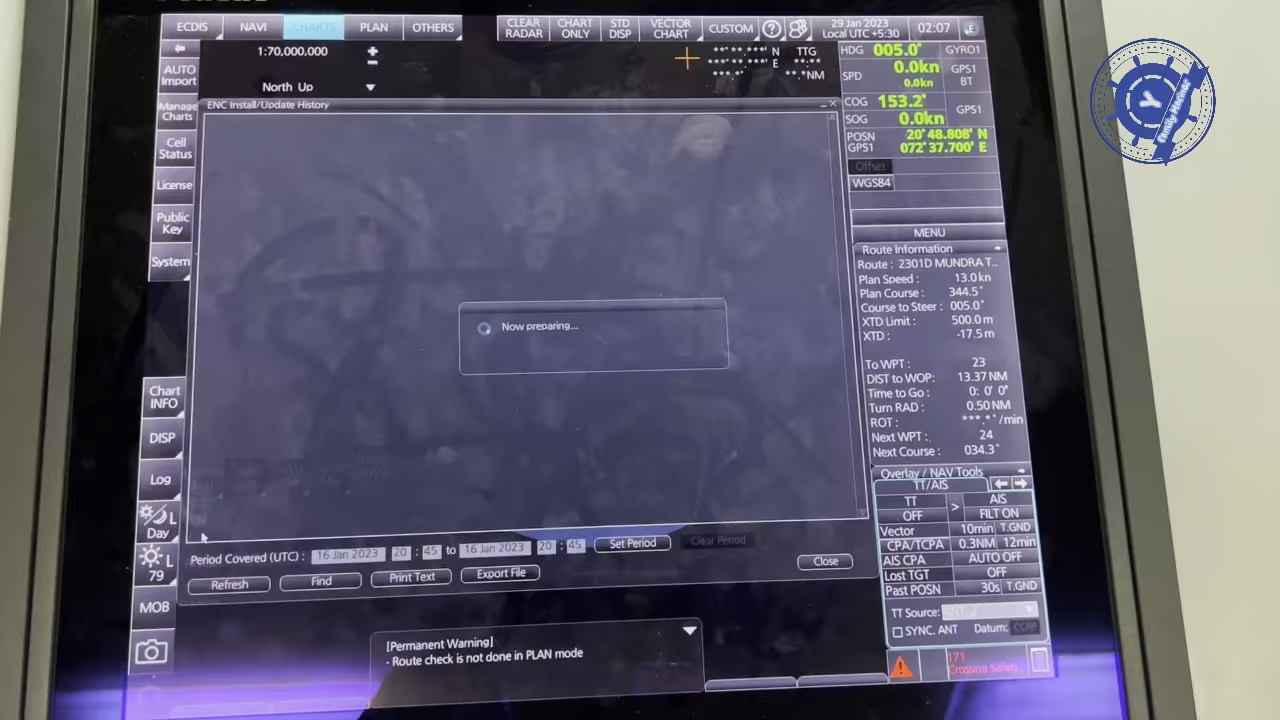 ECDIS NAVI CHARTS PLAN OTHERS
CLEAR RADAR
CHART ONLY
STD DISP
VECTOR CHART
CUSTOM
29 Jan 2023
Local UTC +5:30
02:07
1:70,000,000
North Up
***°**.***' N
***°**.***' E
***.*°
TTG
**:**
**.*NM
HDG 005.0° GYRO1
SPD 0.0kn GPS1
0.0kn BT
COG 153.2° GPS1
SOG 0.0kn
POSN 20°48.808' N
GPS1 072°37.700' E
Offset
WGS84
MENU
AUTO Import
Manage Charts
Cell Status
License
Public Key
System
Chart INFO
DISP
Log
L
Day
L
79
MOB
ENC Install/Update History
Now preparing...
Period Covered (UTC) : 16 Jan 2023 20 : 45 to 16 Jan 2023 20 : 45 Set Period Clear Period
Refresh Find Print Text Export File Close
[Permanent Warning]
- Route check is not done in PLAN mode
Route Information
Route : 2301D MUNDRA T..
Plan Speed : 13.0kn
Plan Course : 344.5°
Course to Steer : 005.0°
XTD Limit : 500.0m
XTD : -17.5m
To WPT : 23
DIST to WOP: 13.37NM
Time to Go : 0: 0' 0"
Turn RAD : 0.50NM
ROT : ***.*°/min
Next WPT : 24
Next Course : 034.3°
Overlay / NAV Tools
TT/AIS
TT OFF > AIS FILT ON
Vector 10min T.GND
CPA/TCPA 0.3NM 12min
AIS CPA AUTO OFF
Lost TGT OFF
Past POSN 30s T.GND
TT Source:
SYNC. ANT Datum:
171
Crossing Safety
Family Mariner